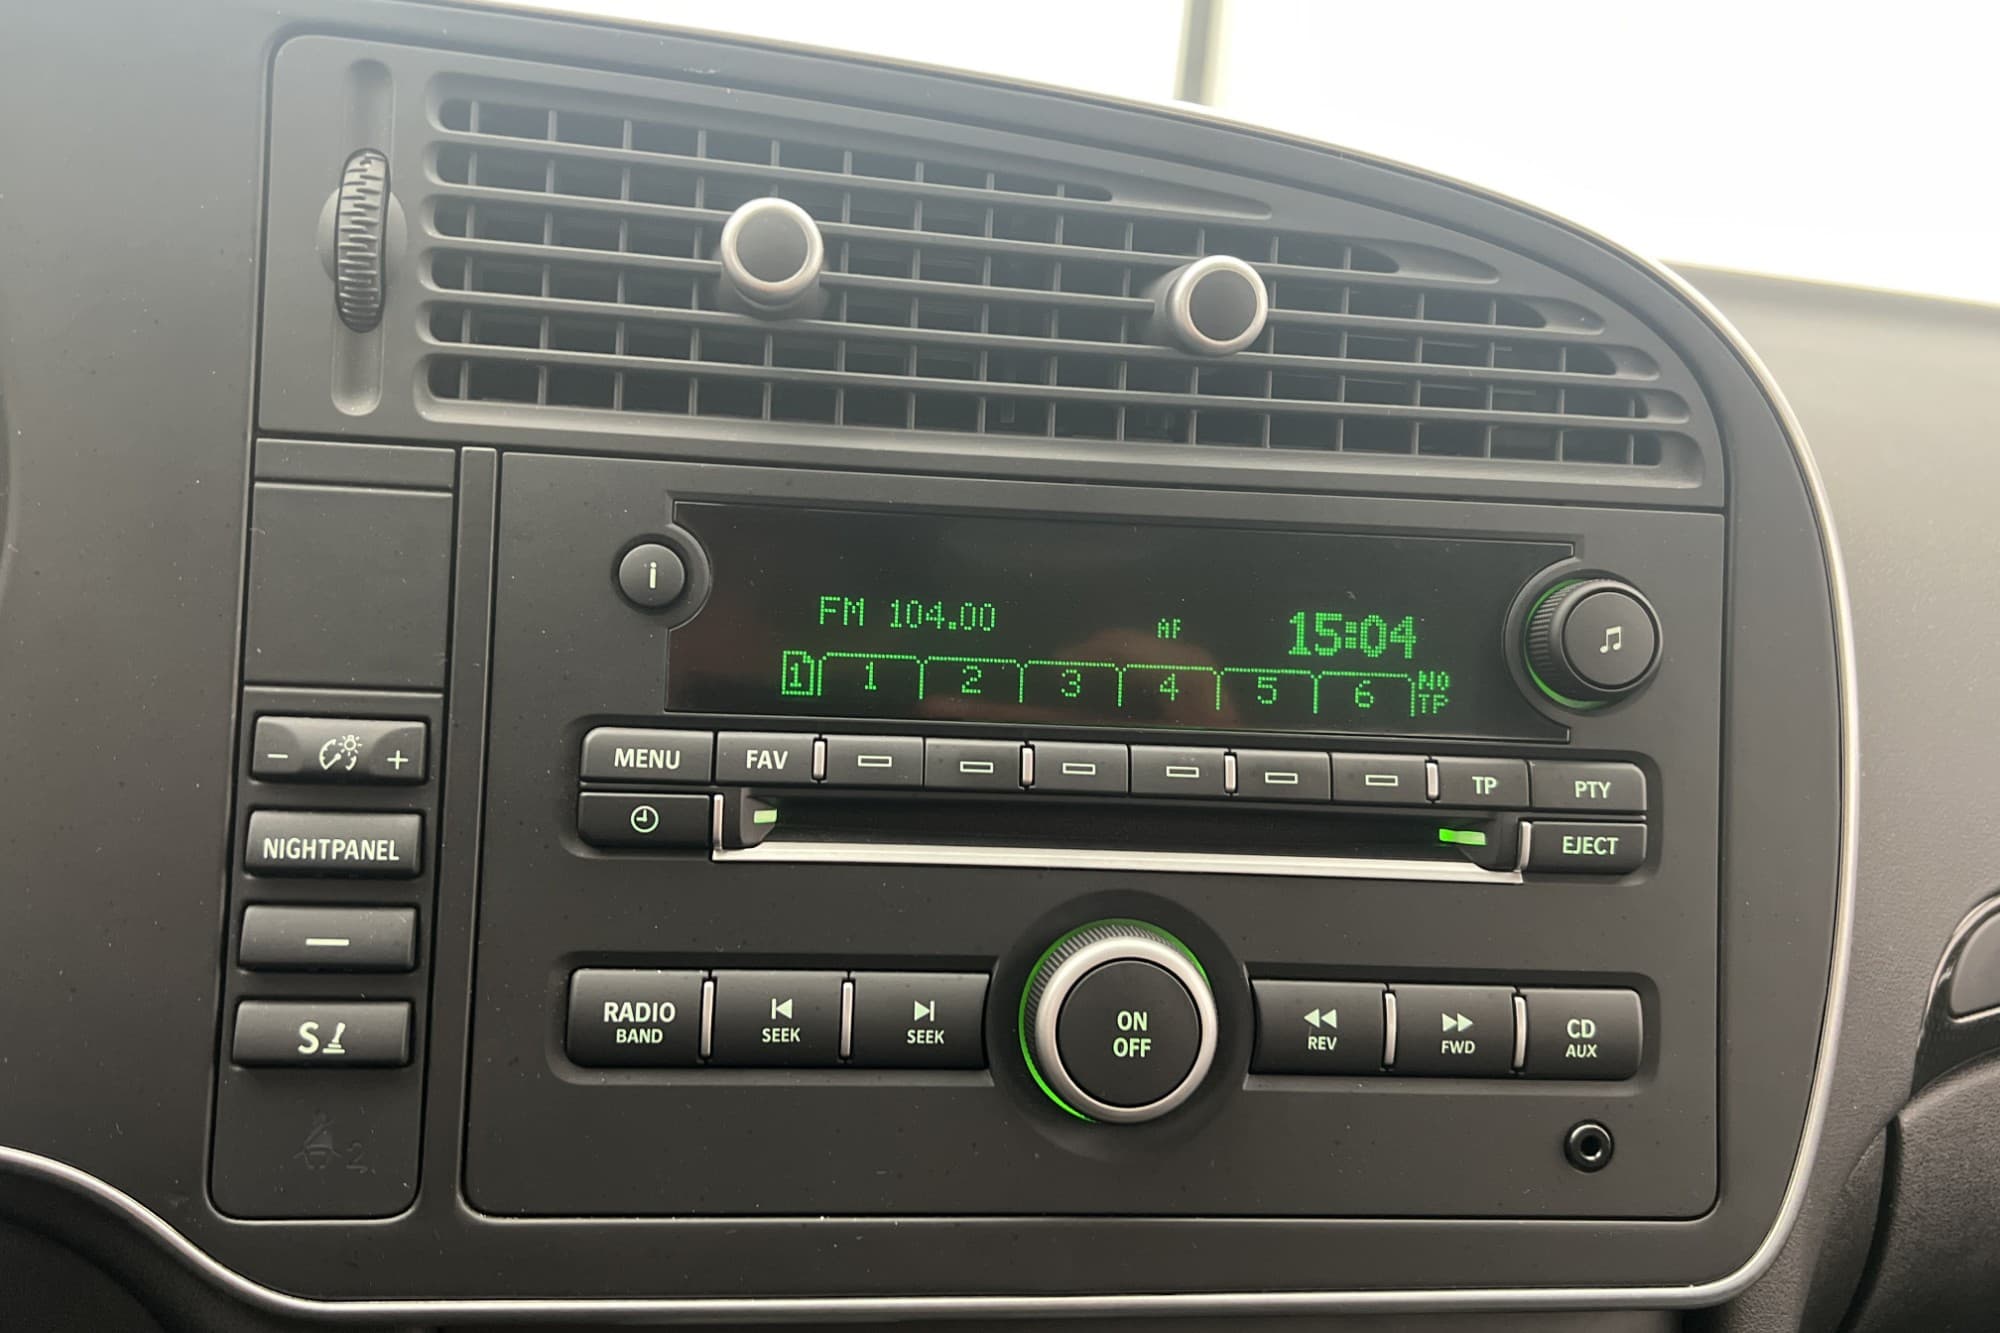 i
FM 104.00 AF 15:04
1 1 2 3 4 5 6 NO TP
MENU FAV TP PTY
EJECT
− +
NIGHTPANEL
S
RADIO BAND
SEEK
SEEK
ON OFF
REV
FWD
CD AUX
2